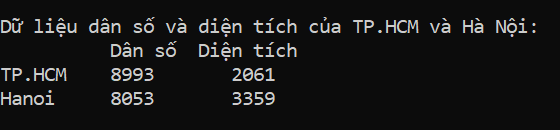 Dữ liệu dân số và diện tích của TP.HCM và Hà Nội:
Dân số Diện tích
TP.HCM 8993 2061
Hanoi 8053 3359